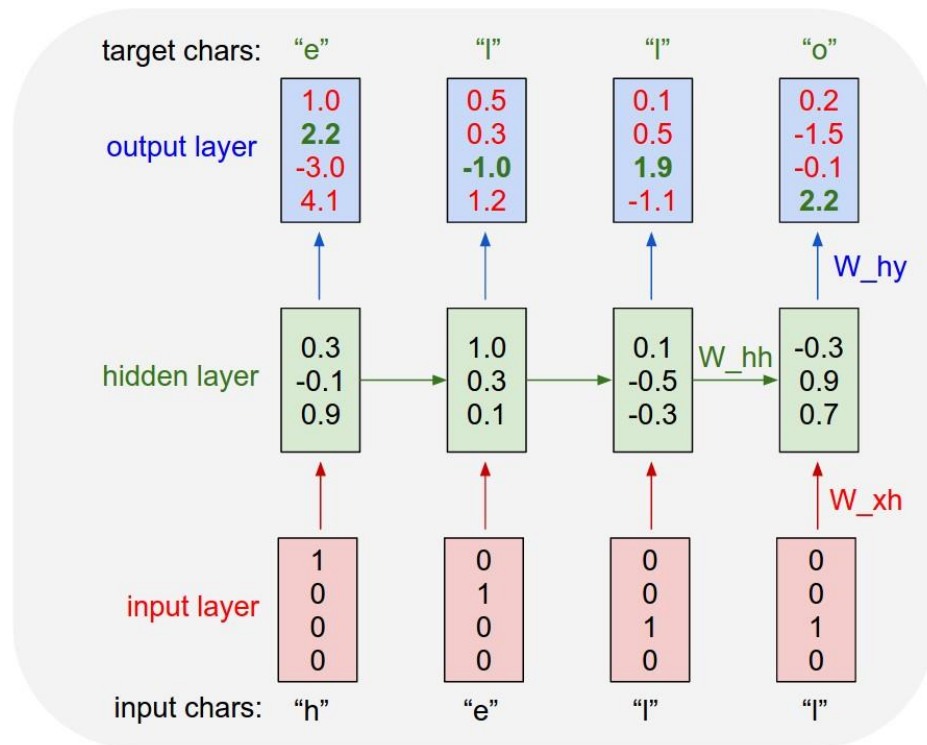 target chars: “e” “l” “l” “o”
1.0 0.5 0.1 0.2
2.2 0.3 0.5 -1.5
output layer
-3.0 -1.0 1.9 -0.1
4.1 1.2 -1.1 2.2
W_hy
0.3 1.0 0.1 W_hh -0.3
hidden layer -0.1 0.3 -0.5 0.9
0.9 0.1 -0.3 0.7
W_xh
1 0 0 0
0 1 0 0
input layer
0 0 1 1
0 0 0 0
input chars: “h” “e” “l” “l”